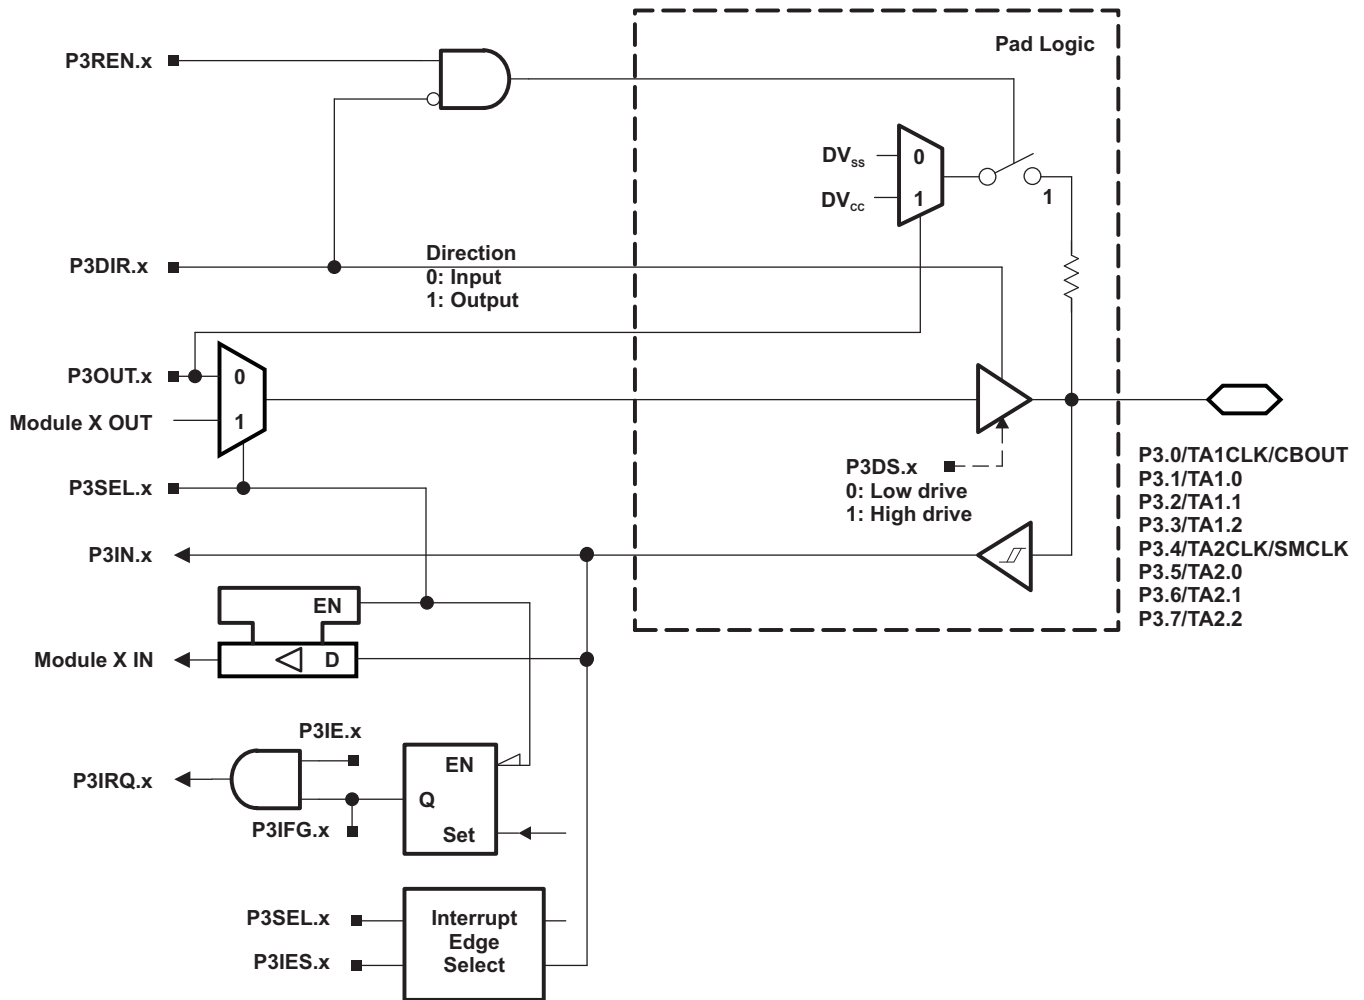 Pad Logic
P3REN.x
DVSS
0
DVCC
1
1
P3DIR.x
Direction
0: Input
1: Output
P3OUT.x
0
Module X OUT
1
P3SEL.x
P3DS.x
0: Low drive
1: High drive
P3.0/TA1CLK/CBOUT
P3.1/TA1.0
P3.2/TA1.1
P3.3/TA1.2
P3.4/TA2CLK/SMCLK
P3.5/TA2.0
P3.6/TA2.1
P3.7/TA2.2
P3IN.x
EN
Module X IN
D
P3IE.x
EN
P3IRQ.x
Q
P3IFG.x
Set
P3SEL.x
P3IES.x
Interrupt
Edge
Select